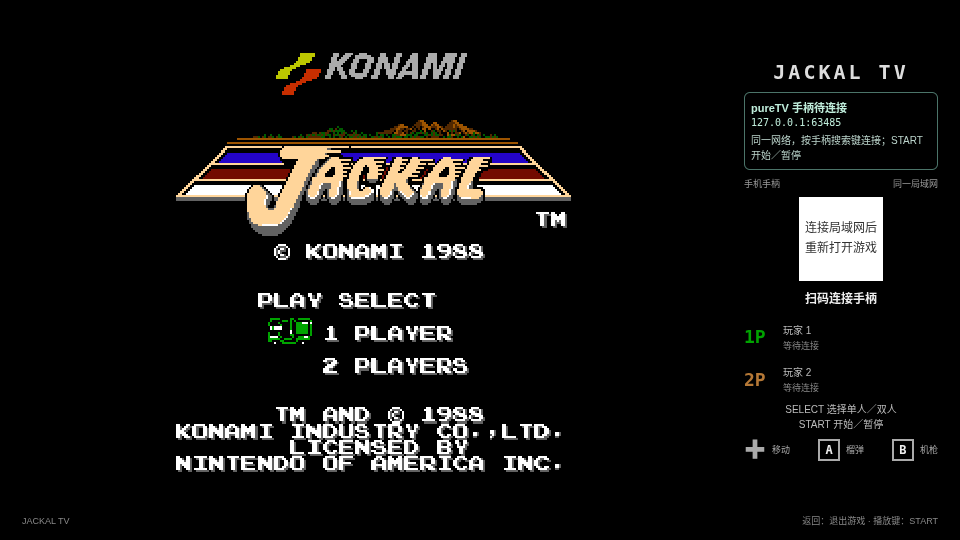 KONAMI
JACKAL
TM
© KONAMI 1988
PLAY SELECT
1 PLAYER
2 PLAYERS
TM AND © 1988
KONAMI INDUSTRY CO.,LTD.
LICENSED BY
NINTENDO OF AMERICA INC.
JACKAL TV
pureTV 手柄待连接
127.0.0.1:63485
同一网络，按手柄搜索键连接；START
开始／暂停
手机手柄
同一局域网
连接局域网后
重新打开游戏
扫码连接手柄
1P
玩家 1
等待连接
2P
玩家 2
等待连接
SELECT 选择单人／双人
START 开始／暂停
移动
A
榴弹
B
机枪
JACKAL TV
返回：退出游戏 · 播放键：START